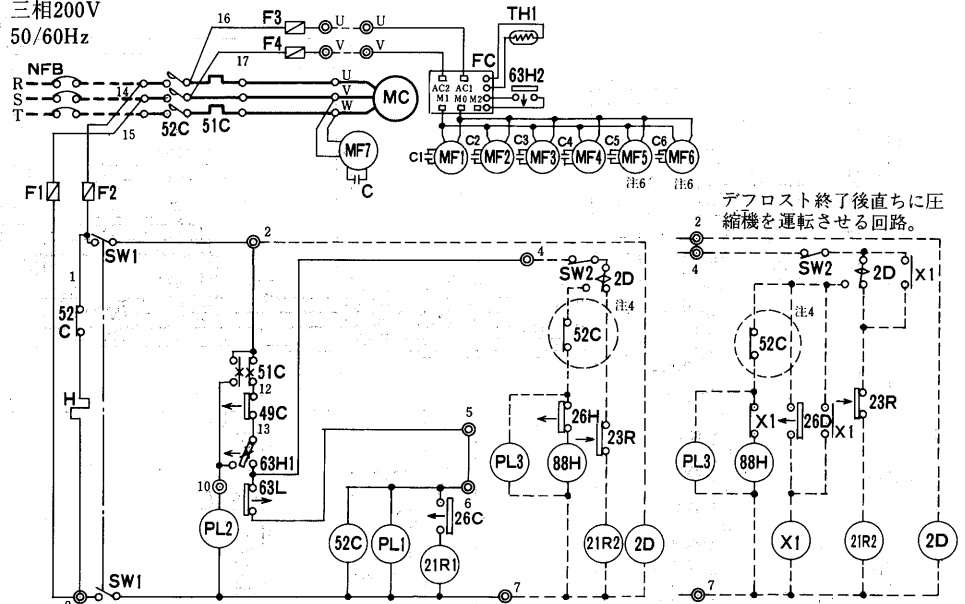 三相200V
50/60Hz
NFB
R
S
T
14
15
16
17
F3
F4
U
U
V
V
52C
51C
U
V
W
MC
MF7
C
TH1
FC
63H2
AC2
AC1
M1
M0
M2
C1
MF1
C2
MF2
C3
MF3
C4
MF4
C5
MF5
C6
MF6
注6
注6
F1
F2
SW1
1
52
C
H
SW1
2
51C
12
49C
13
63H1
63L
10
PL2
4
5
6
52C
PL1
26C
21R1
7
SW2
2D
注4
52C
26H
23R
PL3
88H
21R2
2D
デフロスト終了後直ちに圧
縮機を運転させる回路。
2
4
SW2
2D
X1
注4
52C
X1
26D
X1
23R
PL3
88H
X1
21R2
2D
7